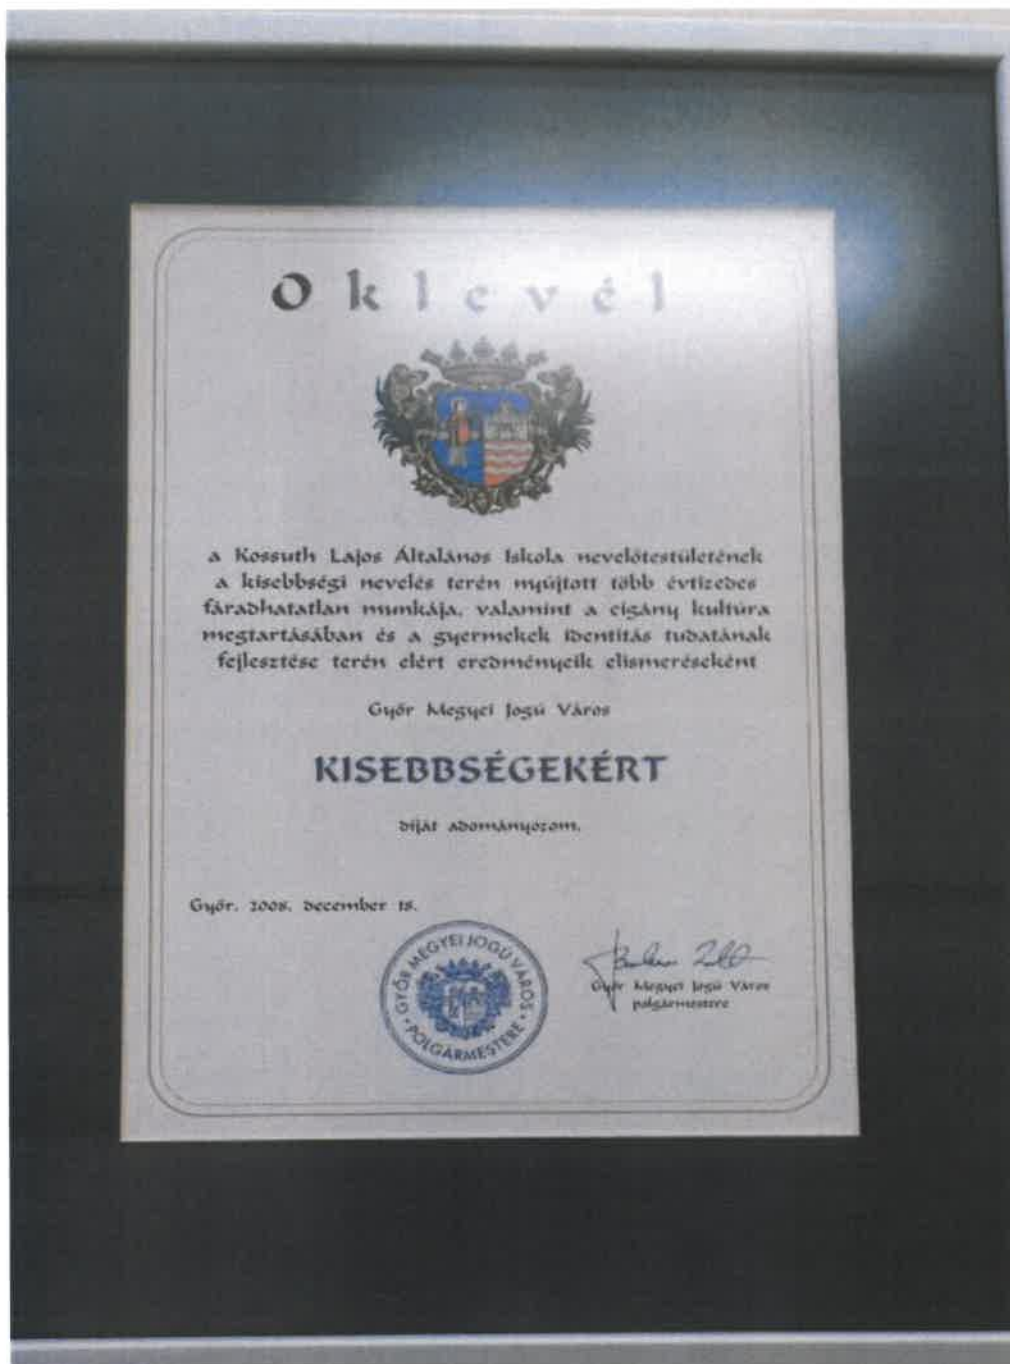 Oklevél
a Kossuth Lajos Általános Iskola nevelőtestületének
a kisebbségi nevelés terén nyújtott több évtizedes
fáradhatatlan munkája, valamint a cigány kultúra
megtartásában és a gyermekek identitás tudatának
fejlesztése terén elért eredményeik elismeréseként
Győr Megyei Jogú Város
KISEBBSÉGEKÉRT
díját adományozom.
Győr, 2008. december 18.
GYŐR MEGYEI JOGÚ VÁROS • POLGÁRMESTERE •
Győr Megyei Jogú Város
polgármestere